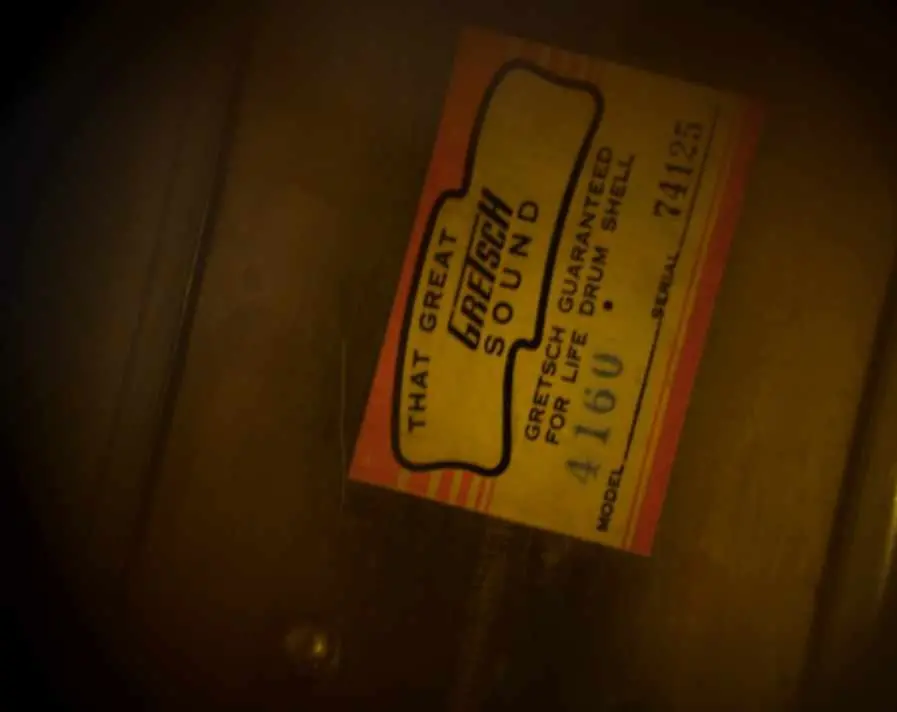 THAT GREAT
GRETSCH
SOUND
GRETSCH GUARANTEED
FOR LIFE DRUM SHELL
4160 •
MODEL SERIAL 74125